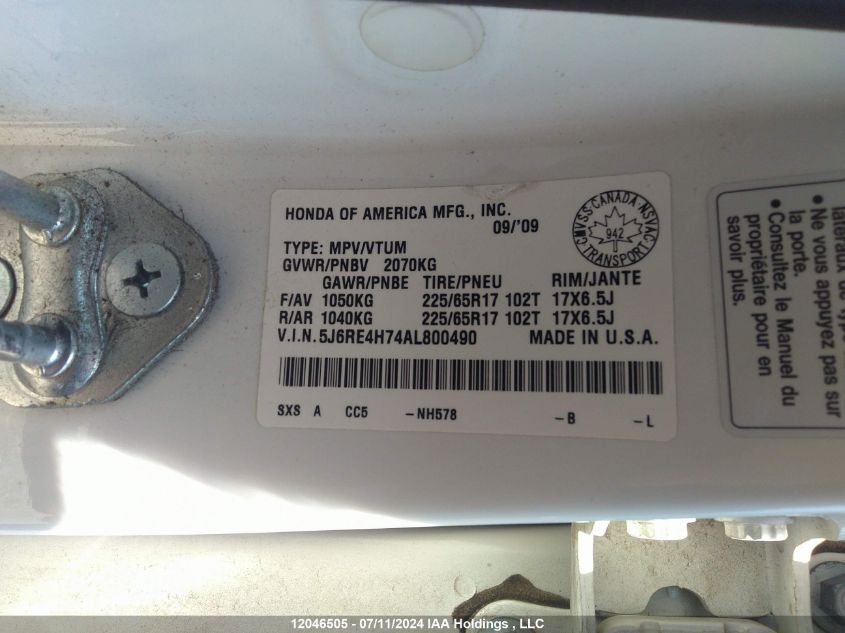 HONDA OF AMERICA MFG., INC.
09/'09
TYPE: MPV/VTUM
GVWR/PNBV 2070KG
GAWR/PNBE TIRE/PNEU RIM/JANTE
F/AV 1050KG 225/65R17 102T 17X6.5J
R/AR 1040KG 225/65R17 102T 17X6.5J
V.I.N. 5J6RE4H74AL800490 MADE IN U.S.A.
SXS A CC5 -NH578 -B -L
CMVSS-CANADA-NSVAC
942
TRANSPORT
latéraux de type
• Ne vous appuyez pas sur
la porte.
• Consultez le Manuel du
propriétaire pour en
savoir plus.
12046505 - 07/11/2024 IAA Holdings , LLC